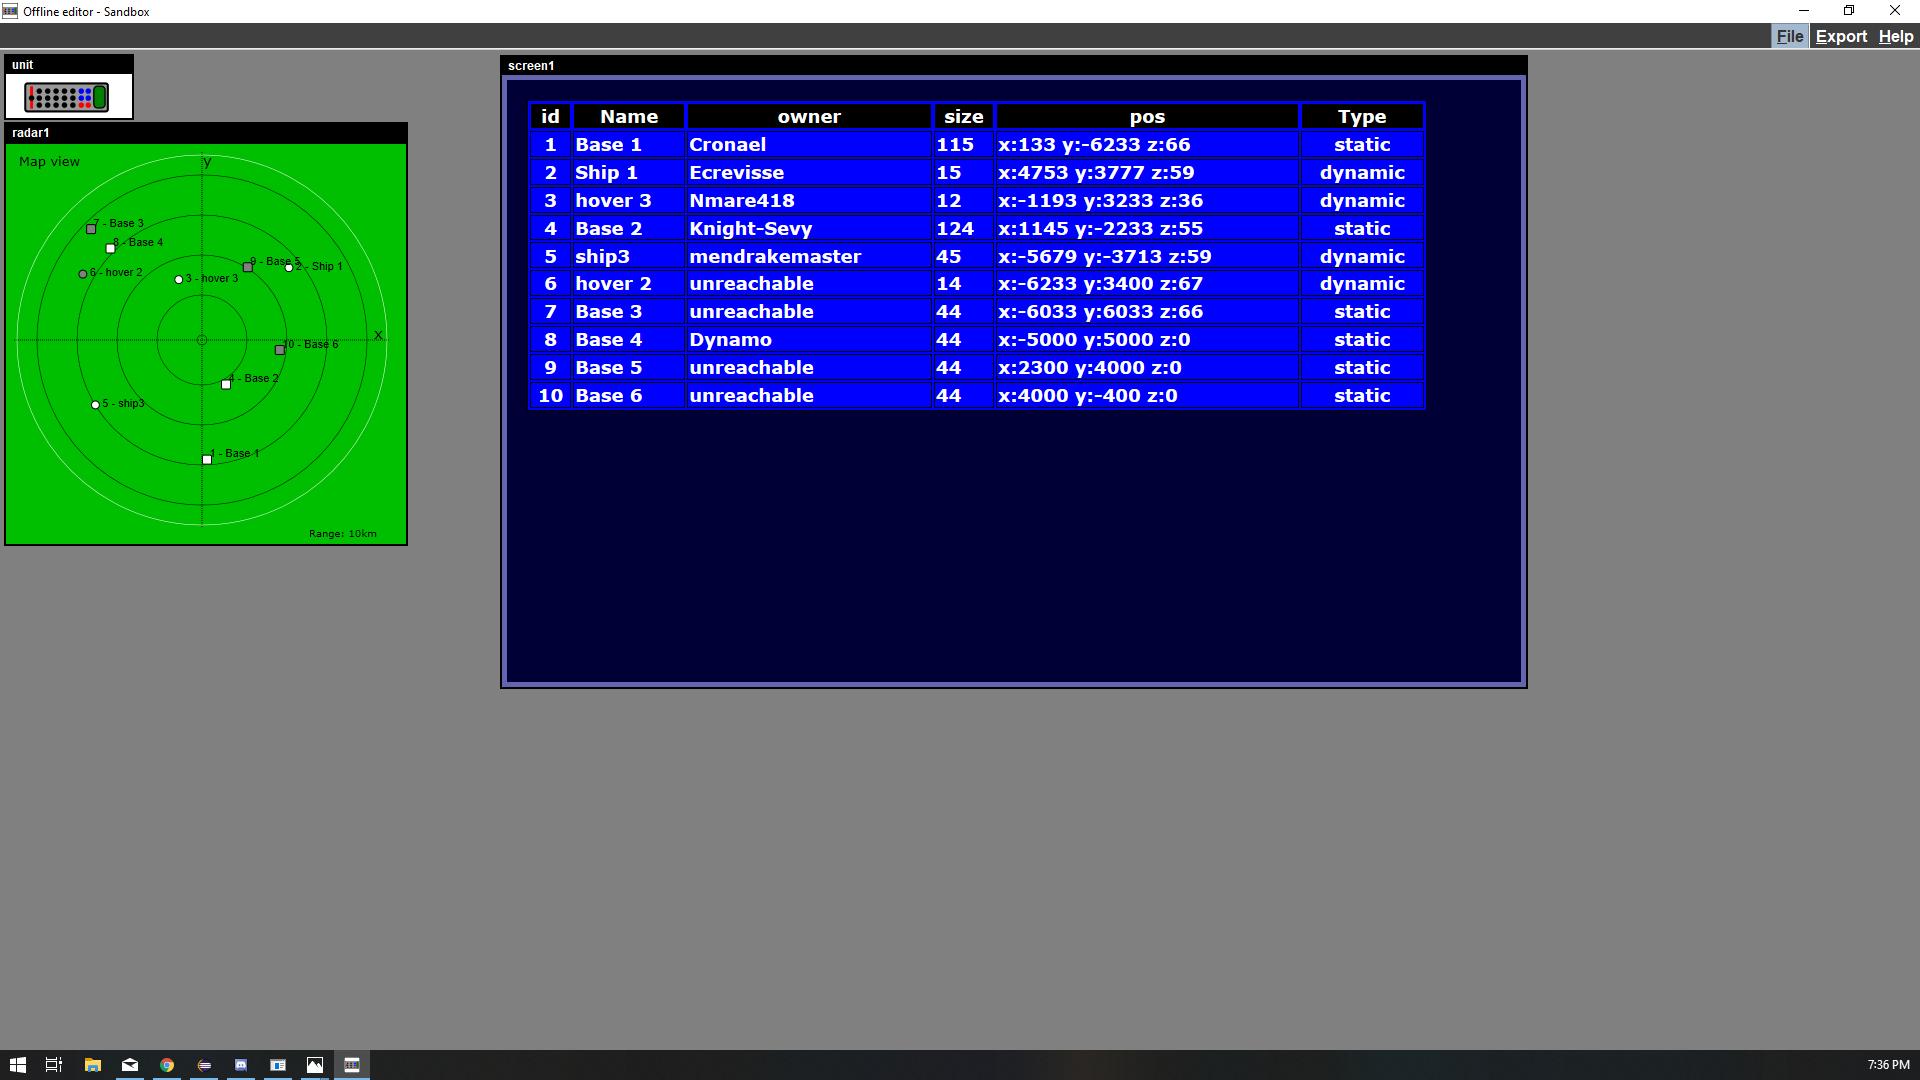 Offline editor - Sandbox
File Export Help
unit
radar1
Map view
y
7 - Base 3
8 - Base 4
9 - Base 5
2 - Ship 1
6 - hover 2
3 - hover 3
x
10 - Base 6
4 - Base 2
5 - ship3
1 - Base 1
Range: 10km
screen1
id Name owner size pos Type
1 Base 1 Cronael 115 x:133 y:-6233 z:66 static
2 Ship 1 Ecrevisse 15 x:4753 y:3777 z:59 dynamic
3 hover 3 Nmare418 12 x:-1193 y:3233 z:36 dynamic
4 Base 2 Knight-Sevy 124 x:1145 y:-2233 z:55 static
5 ship3 mendrakemaster 45 x:-5679 y:-3713 z:59 dynamic
6 hover 2 unreachable 14 x:-6233 y:3400 z:67 dynamic
7 Base 3 unreachable 44 x:-6033 y:6033 z:66 static
8 Base 4 Dynamo 44 x:-5000 y:5000 z:0 static
9 Base 5 unreachable 44 x:2300 y:4000 z:0 static
10 Base 6 unreachable 44 x:4000 y:-400 z:0 static
7:36 PM